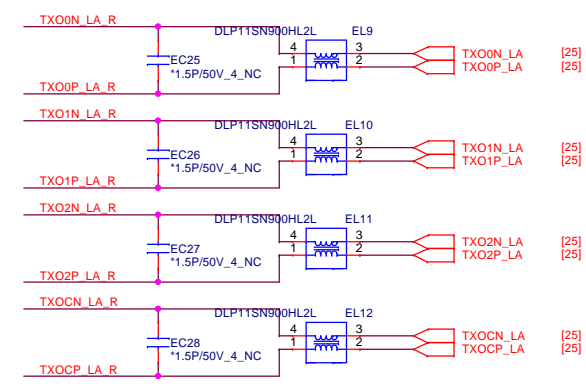 TXO0N_LA_R
DLP11SN900HL2L EL9
4 3 TXO0N_LA [25]
EC25 1 2 TXO0P_LA [25]
*1.5P/50V_4_NC
TXO0P_LA_R
TXO1N_LA_R
DLP11SN900HL2L EL10
4 3 TXO1N_LA [25]
EC26 1 2 TXO1P_LA [25]
*1.5P/50V_4_NC
TXO1P_LA_R
TXO2N_LA_R
DLP11SN900HL2L EL11
4 3 TXO2N_LA [25]
EC27 1 2 TXO2P_LA [25]
*1.5P/50V_4_NC
TXO2P_LA_R
TXOCN_LA_R
DLP11SN900HL2L EL12
4 3 TXOCN_LA [25]
EC28 1 2 TXOCP_LA [25]
*1.5P/50V_4_NC
TXOCP_LA_R